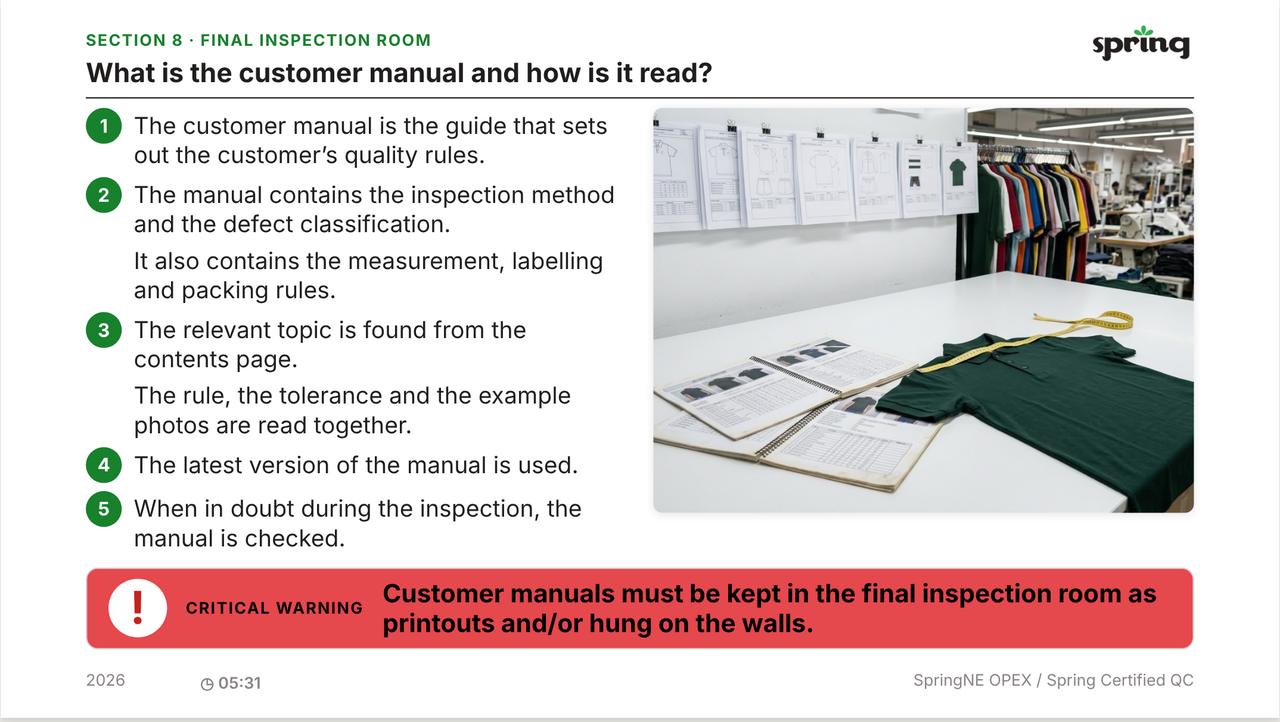 SECTION 8 · FINAL INSPECTION ROOM
spring
What is the customer manual and how is it read?
1 The customer manual is the guide that sets
out the customer’s quality rules.
2 The manual contains the inspection method
and the defect classification.
It also contains the measurement, labelling
and packing rules.
3 The relevant topic is found from the
contents page.
The rule, the tolerance and the example
photos are read together.
4 The latest version of the manual is used.
5 When in doubt during the inspection, the
manual is checked.
! CRITICAL WARNING
Customer manuals must be kept in the final inspection room as
printouts and/or hung on the walls.
2026
05:31
SpringNE OPEX / Spring Certified QC